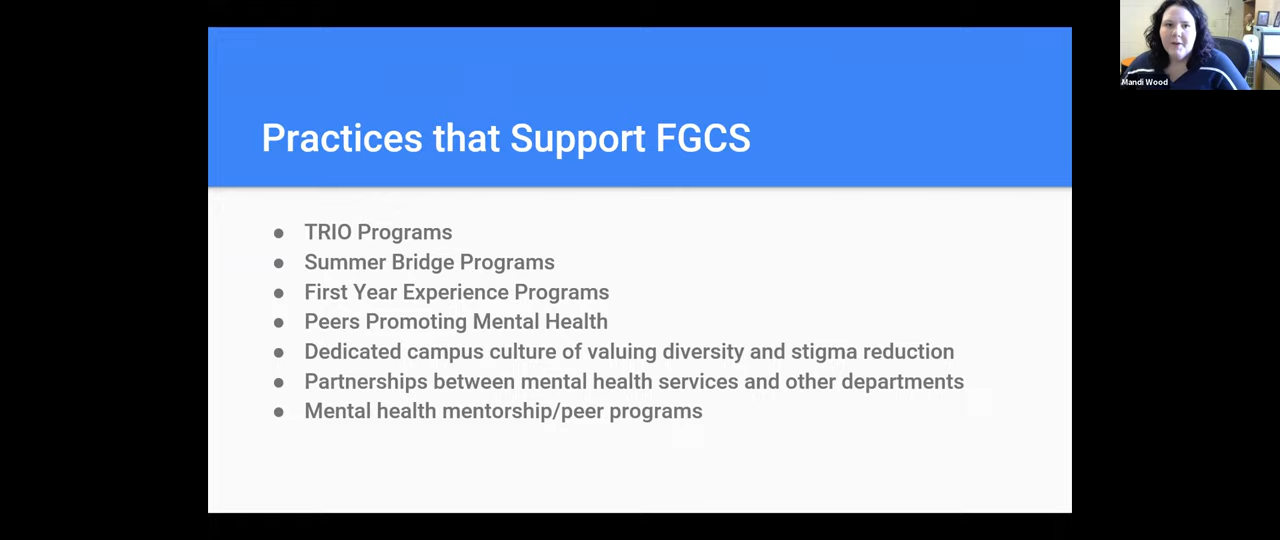 Practices that Support FGCS
● TRIO Programs
● Summer Bridge Programs
● First Year Experience Programs
● Peers Promoting Mental Health
● Dedicated campus culture of valuing diversity and stigma reduction
● Partnerships between mental health services and other departments
● Mental health mentorship/peer programs
Mandi Wood